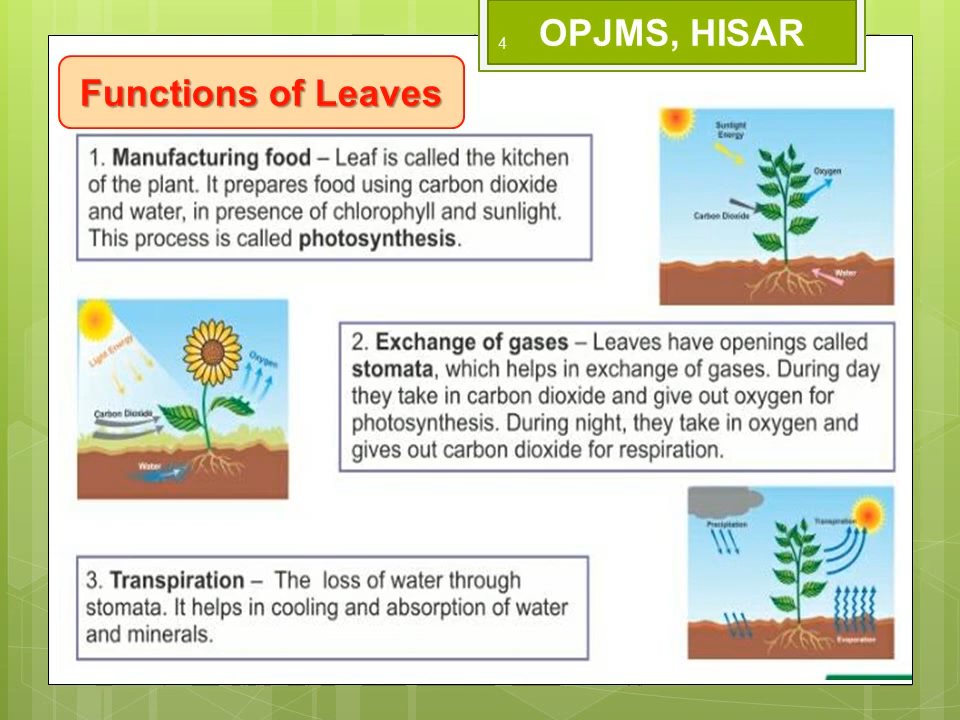 4
OPJMS, HISAR
Functions of Leaves
1. Manufacturing food – Leaf is called the kitchen
of the plant. It prepares food using carbon dioxide
and water, in presence of chlorophyll and sunlight.
This process is called photosynthesis.
Sunlight
Energy
Oxygen
Carbon Dioxide
Water
Light Energy
Oxygen
Carbon Dioxide
Water
2. Exchange of gases – Leaves have openings called
stomata, which helps in exchange of gases. During day
they take in carbon dioxide and give out oxygen for
photosynthesis. During night, they take in oxygen and
gives out carbon dioxide for respiration.
Precipitation
Transpiration
Evaporation
3. Transpiration – The loss of water through
stomata. It helps in cooling and absorption of water
and minerals.